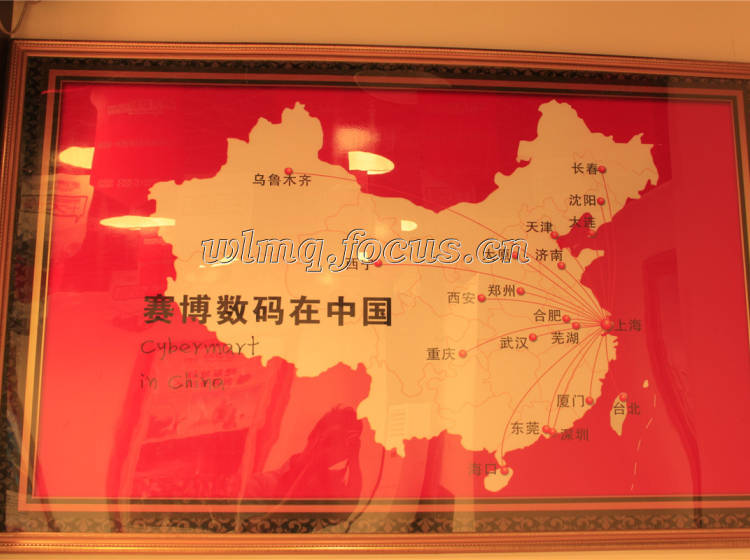 长春
乌鲁木齐
沈阳
大连
天津
wlmq.focus.cn
太原
济南
西宁
郑州
西安
赛博数码在中国
合肥
上海
武汉
芜湖
Cybermart
重庆
in China
厦门
台北
东莞
深圳
海口